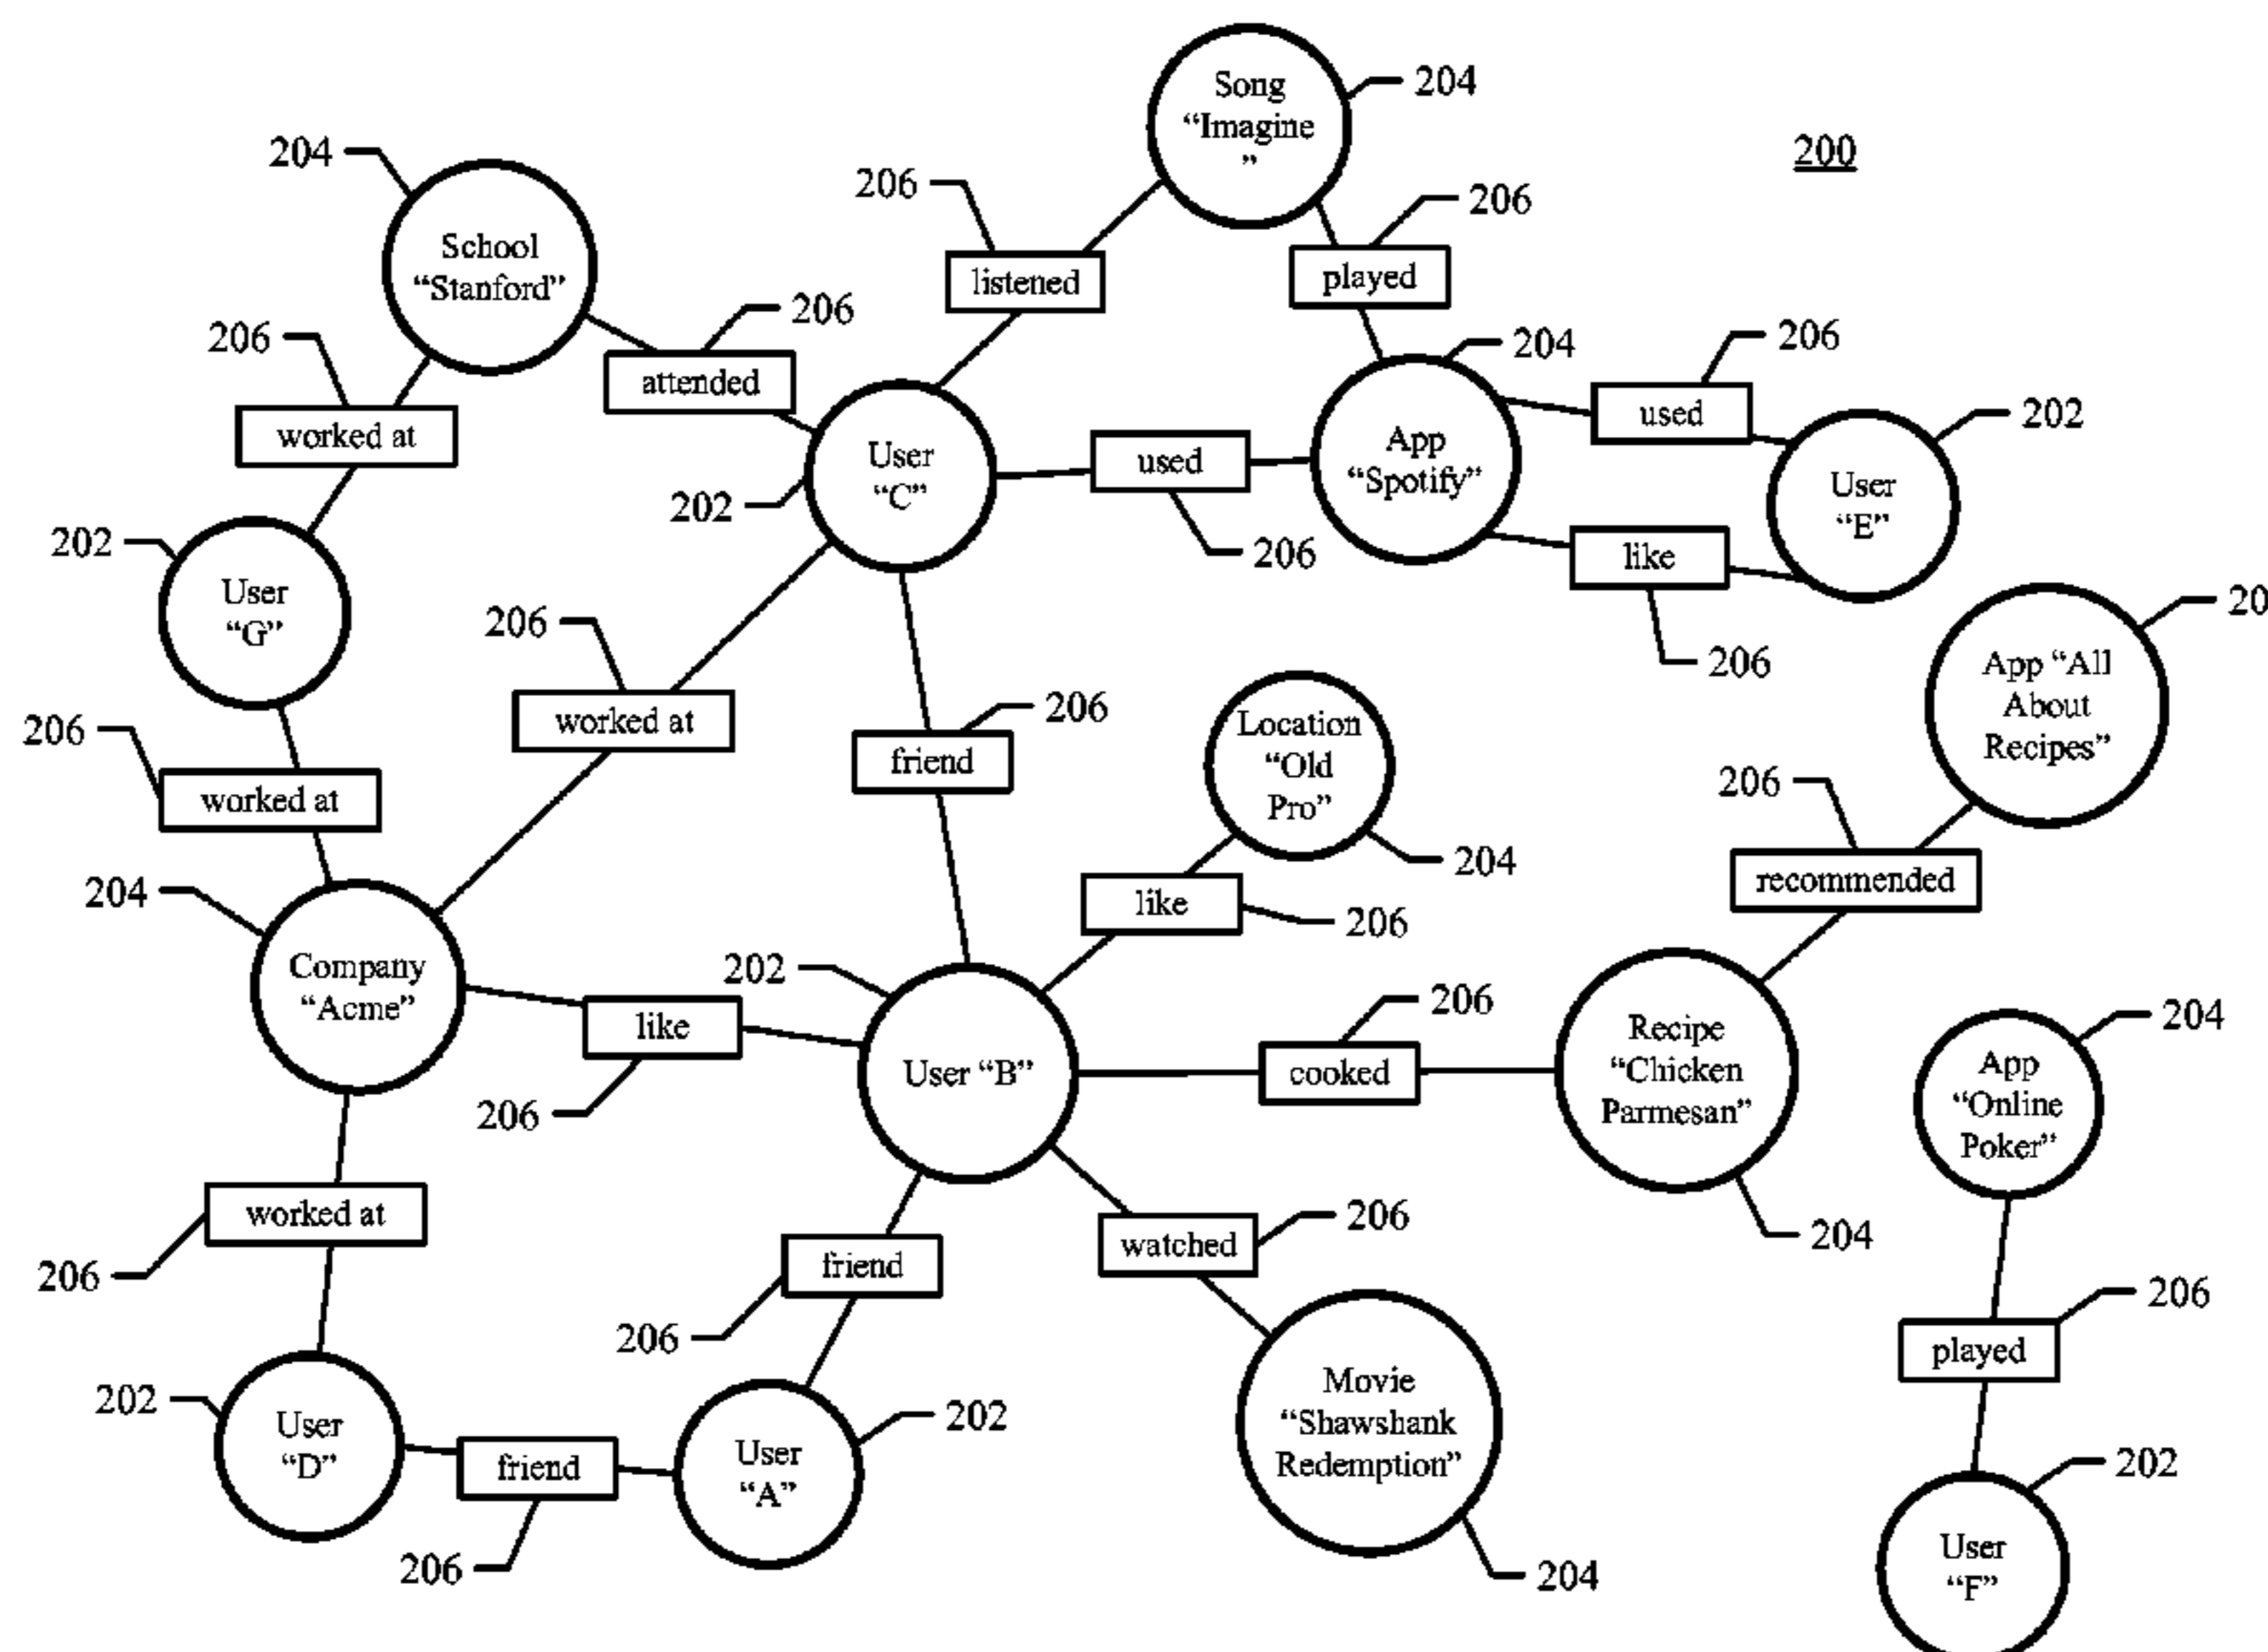 Song
“Imagine
”
204
200
204
206
206
School
“Stanford”
listened
played
206
206
204
206
attended
used
202
worked at
User
“C”
used
App
“Spotify”
User
“E”
202
202
206
like
User
“G”
206
206
20
206
worked at
206
Location
“Old
Pro”
App “All
About
Recipes”
friend
206
worked at
204
like
206
recommended
204
Company
“Acme”
202
206
Recipe
“Chicken
Parmesan”
204
like
User “B”
cooked
App
“Online
Poker”
206
worked at
206
watched
206
204
friend
206
206
played
Movie
“Shawshank
Redemption”
202
User
“D”
friend
User
“A”
202
202
206
204
User
“F”